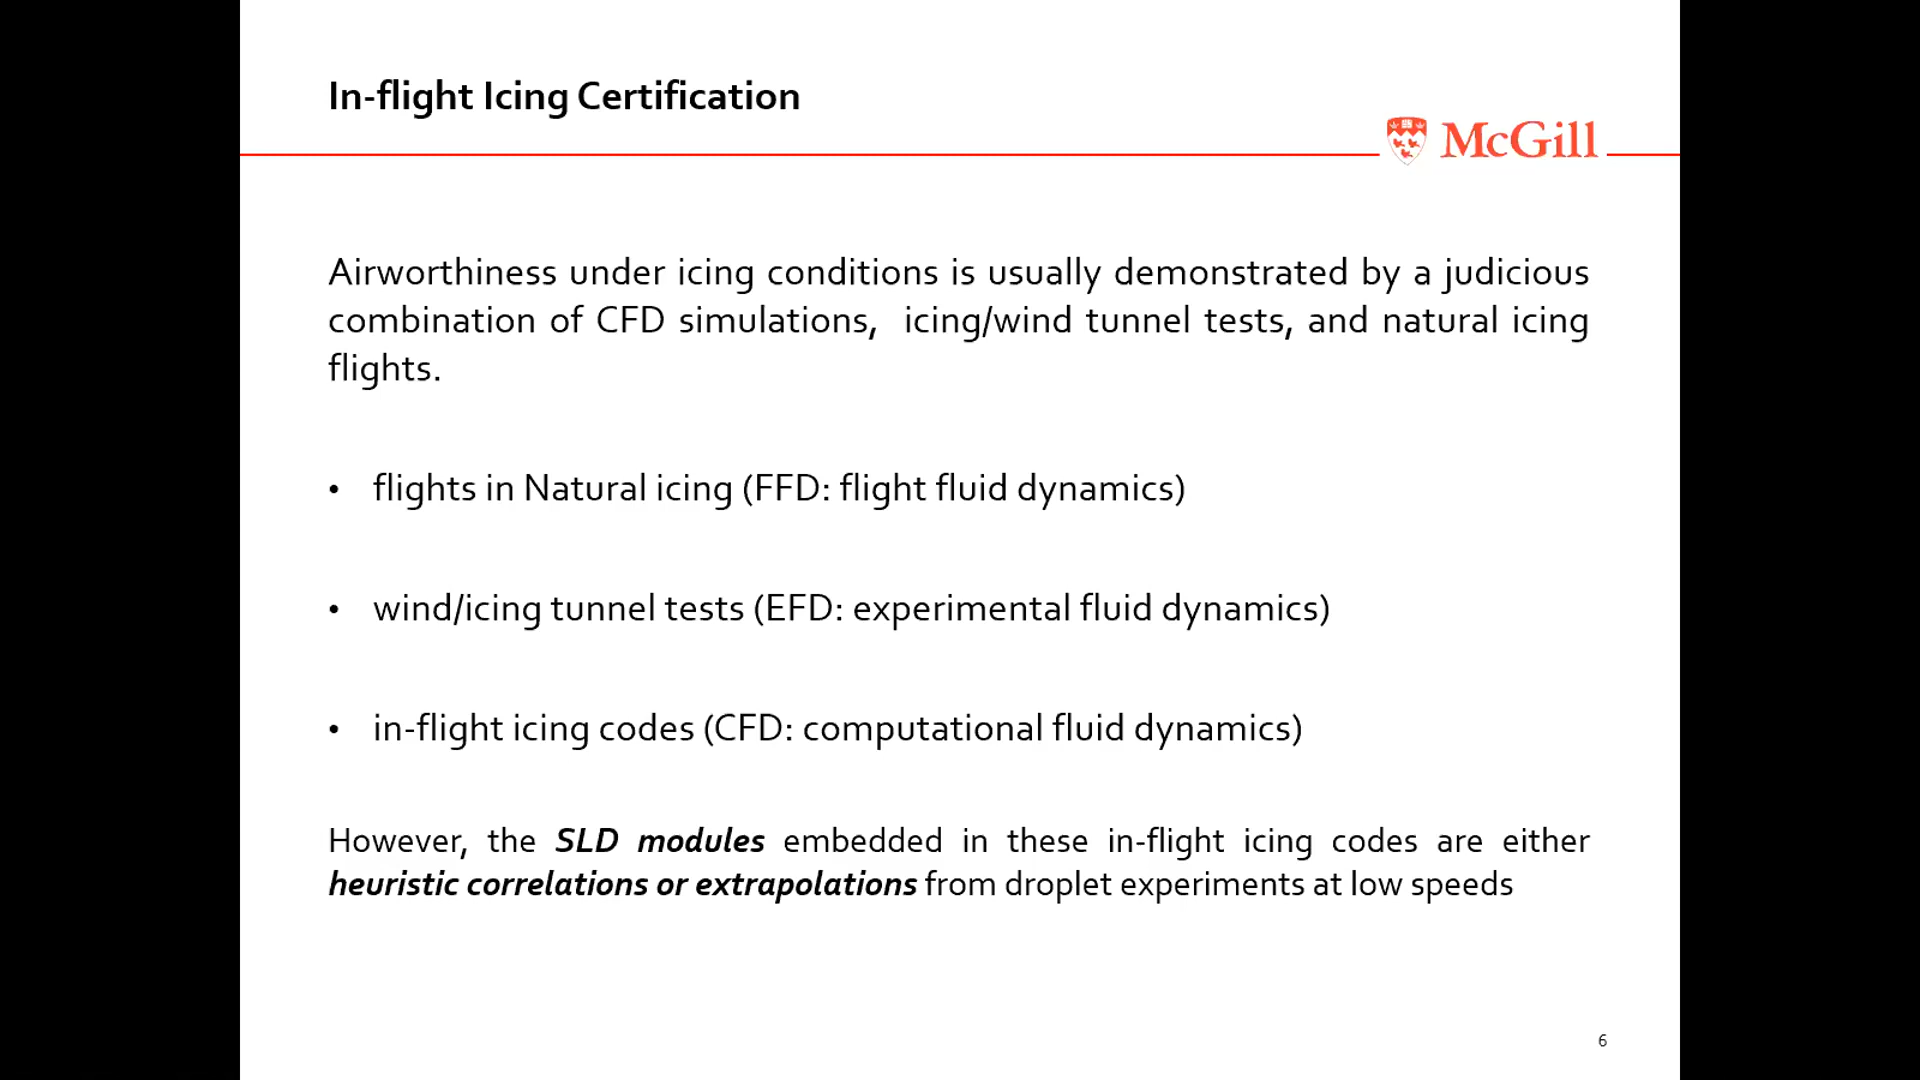 In-flight Icing Certification
McGill
Airworthiness under icing conditions is usually demonstrated by a judicious
combination of CFD simulations, icing/wind tunnel tests, and natural icing
flights.
• flights in Natural icing (FFD: flight fluid dynamics)
• wind/icing tunnel tests (EFD: experimental fluid dynamics)
• in-flight icing codes (CFD: computational fluid dynamics)
However, the SLD modules embedded in these in-flight icing codes are either
heuristic correlations or extrapolations from droplet experiments at low speeds
6